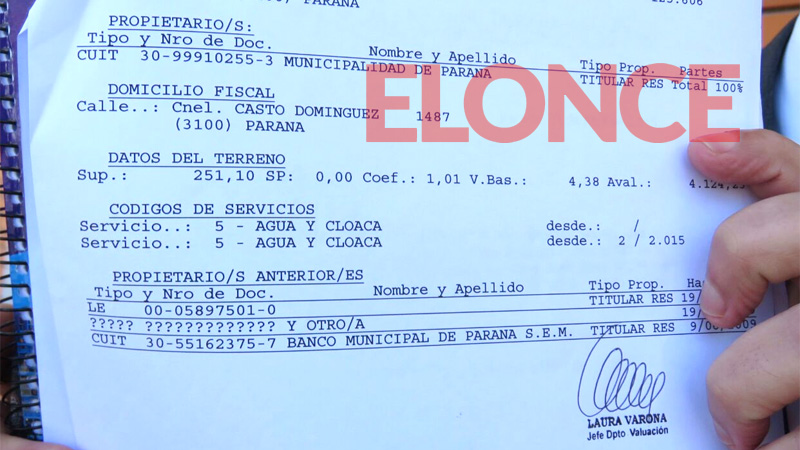 PARANA
PROPIETARIO/S:
Tipo y Nro de Doc. Nombre y Apellido Tipo Prop. Partes
CUIT 30-99910255-3 MUNICIPALIDAD DE PARANA TITULAR RES Total 100%
ELONCE
DOMICILIO FISCAL
Calle..: Cnel. CASTO DOMINGUEZ 1487
(3100) PARANA
DATOS DEL TERRENO
Sup.: 251,10 SP: 0,00 Coef.: 1,01 V.Bas.: 4,38 Aval.:
CODIGOS DE SERVICIOS
Servicio..: 5 - AGUA Y CLOACA desde.: /
Servicio..: 5 - AGUA Y CLOACA desde.: 2 / 2.015
PROPIETARIO/S ANTERIOR/ES
Tipo y Nro de Doc. Nombre y Apellido Tipo Prop.
LE 00-05897501-0 TITULAR RES 19/
????? ????????????? Y OTRO/A 19/
CUIT 30-55162375-7 BANCO MUNICIPAL DE PARANA S.E.M. TITULAR RES
LAURA VARONA
Jefe Dpto Valuación